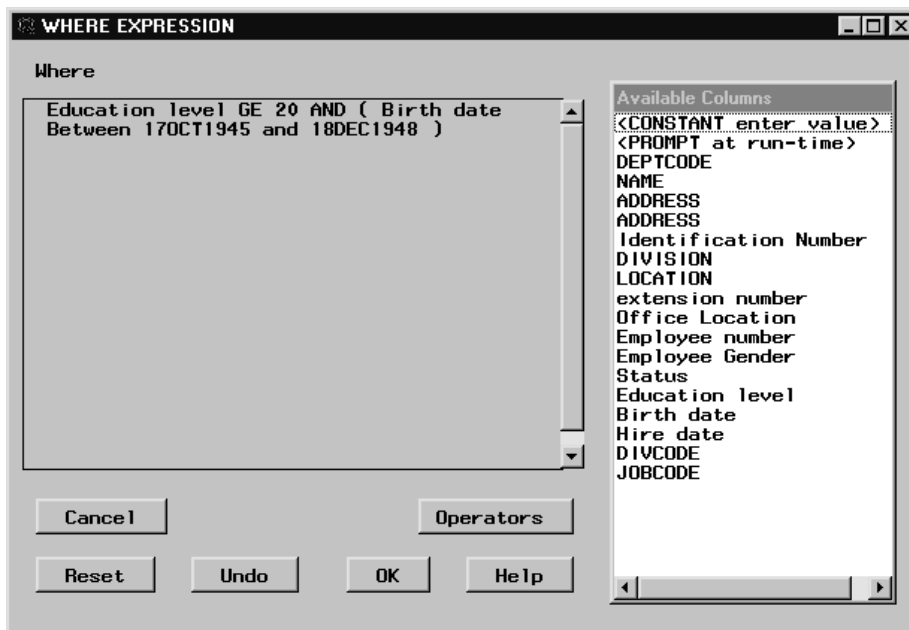 WHERE EXPRESSION
Where
Education level GE 20 AND ( Birth date
Between 17OCT1945 and 18DEC1948 )
Available Columns
<CONSTANT enter value>
<PROMPT at run-time>
DEPTCODE
NAME
ADDRESS
ADDRESS
Identification Number
DIVISION
LOCATION
extension number
Office Location
Employee number
Employee Gender
Status
Education level
Birth date
Hire date
DIVCODE
JOBCODE
Cancel
Operators
Reset
Undo
OK
Help